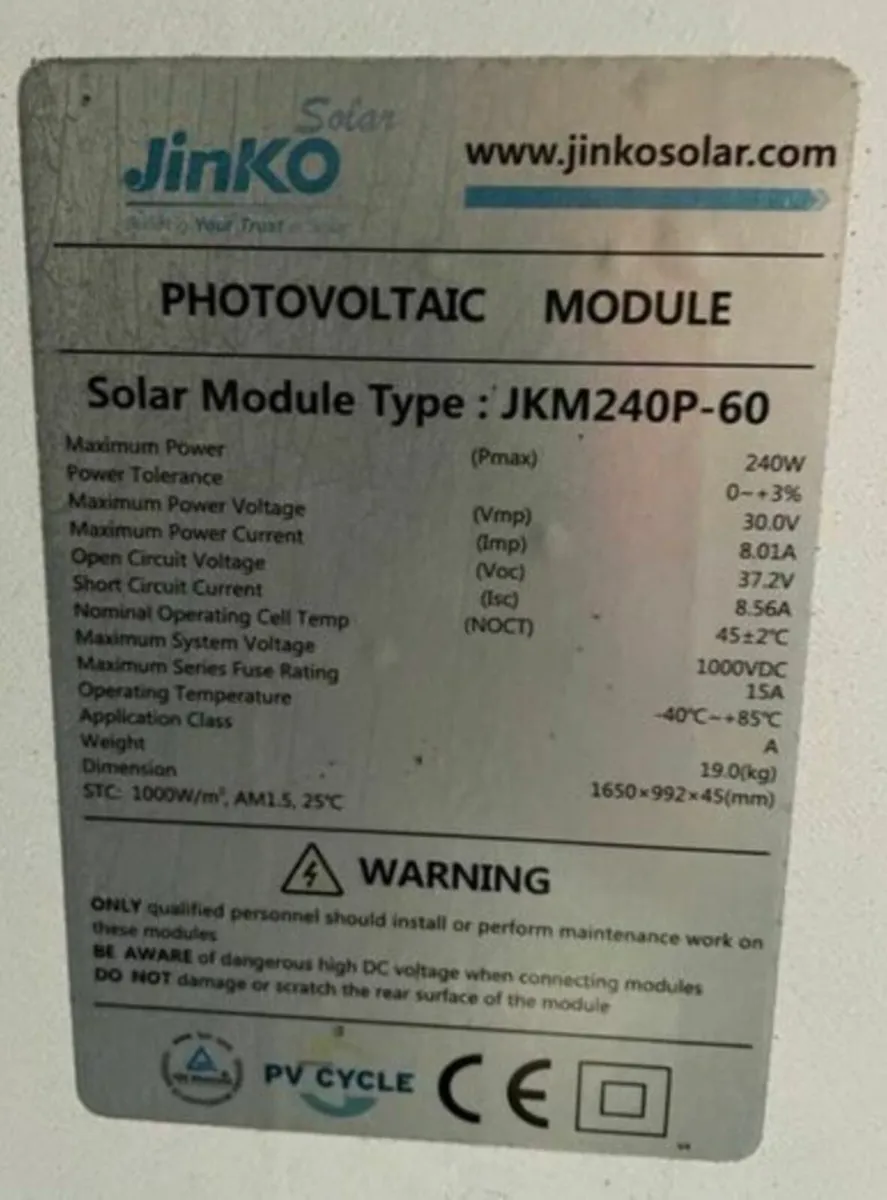 Solar
JinKO
www.jinkosolar.com
Building Your Trust in Solar
PHOTOVOLTAIC MODULE
Solar Module Type : JKM240P-60
Maximum Power (Pmax) 240W
Power Tolerance 0~+3%
Maximum Power Voltage (Vmp) 30.0V
Maximum Power Current (Imp) 8.01A
Open Circuit Voltage (Voc) 37.2V
Short Circuit Current (Isc) 8.56A
Nominal Operating Cell Temp (NOCT) 45±2℃
Maximum System Voltage 1000VDC
Maximum Series Fuse Rating 15A
Operating Temperature -40℃~+85℃
Application Class A
Weight 19.0(kg)
Dimension 1650×992×45(mm)
STC: 1000W/m², AM1.5, 25℃
WARNING
ONLY qualified personnel should install or perform maintenance work on
these modules
BE AWARE of dangerous high DC voltage when connecting modules
DO NOT damage or scratch the rear surface of the module
PV CYCLE
CE